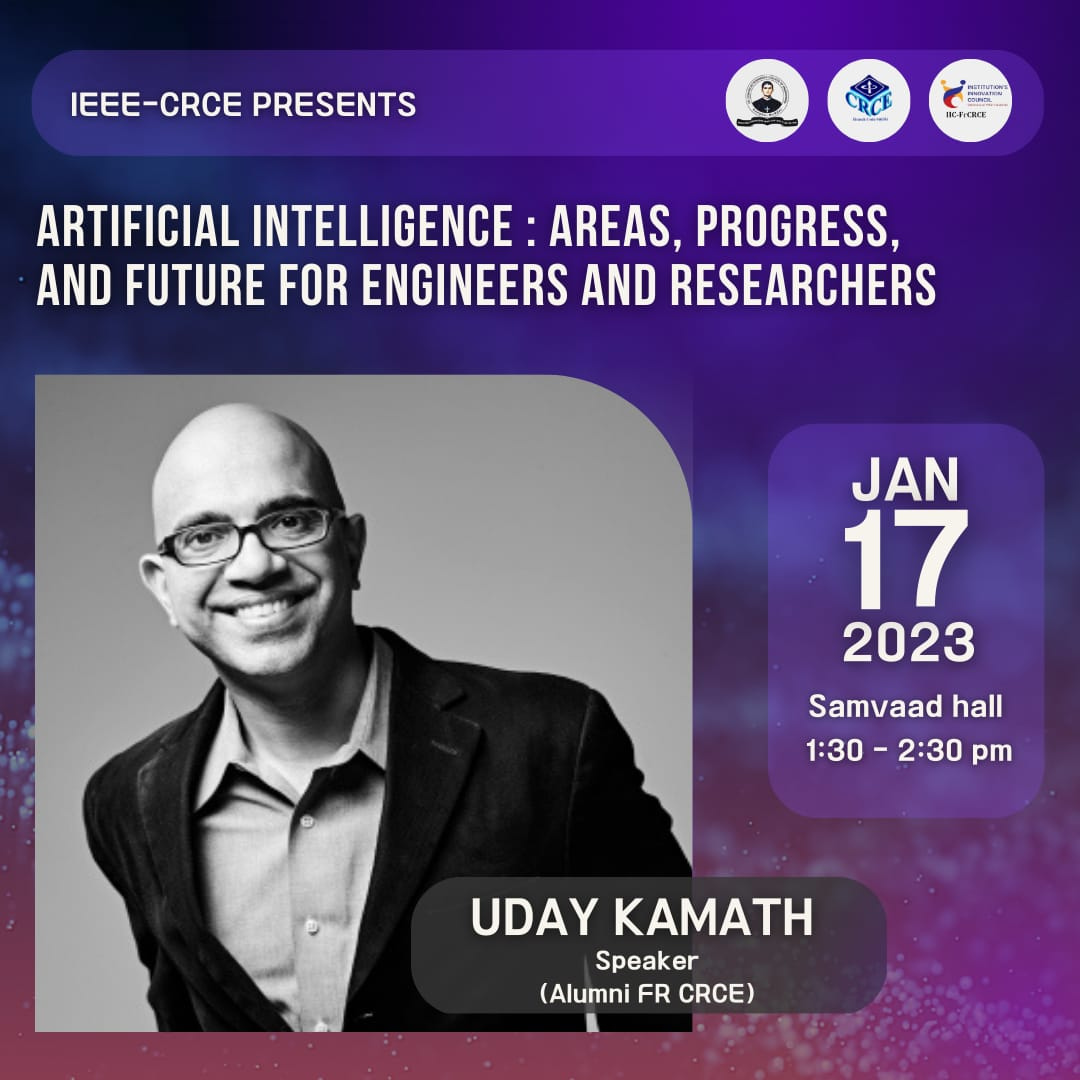 IEEE-CRCE PRESENTS
CRCE
INSTITUTION'S
INNOVATION
COUNCIL
IIC-FrCRCE
ARTIFICIAL INTELLIGENCE : AREAS, PROGRESS,
AND FUTURE FOR ENGINEERS AND RESEARCHERS
JAN
17
2023
Samvaad hall
1:30 - 2:30 pm
UDAY KAMATH
Speaker
(Alumni FR CRCE)